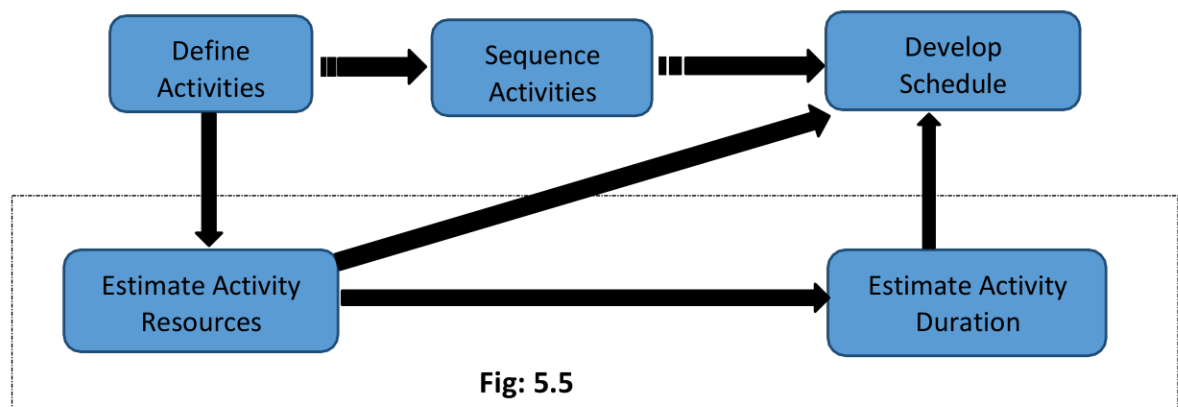 Define
Activities
Sequence
Activities
Develop
Schedule
Estimate Activity
Resources
Estimate Activity
Duration
Fig: 5.5